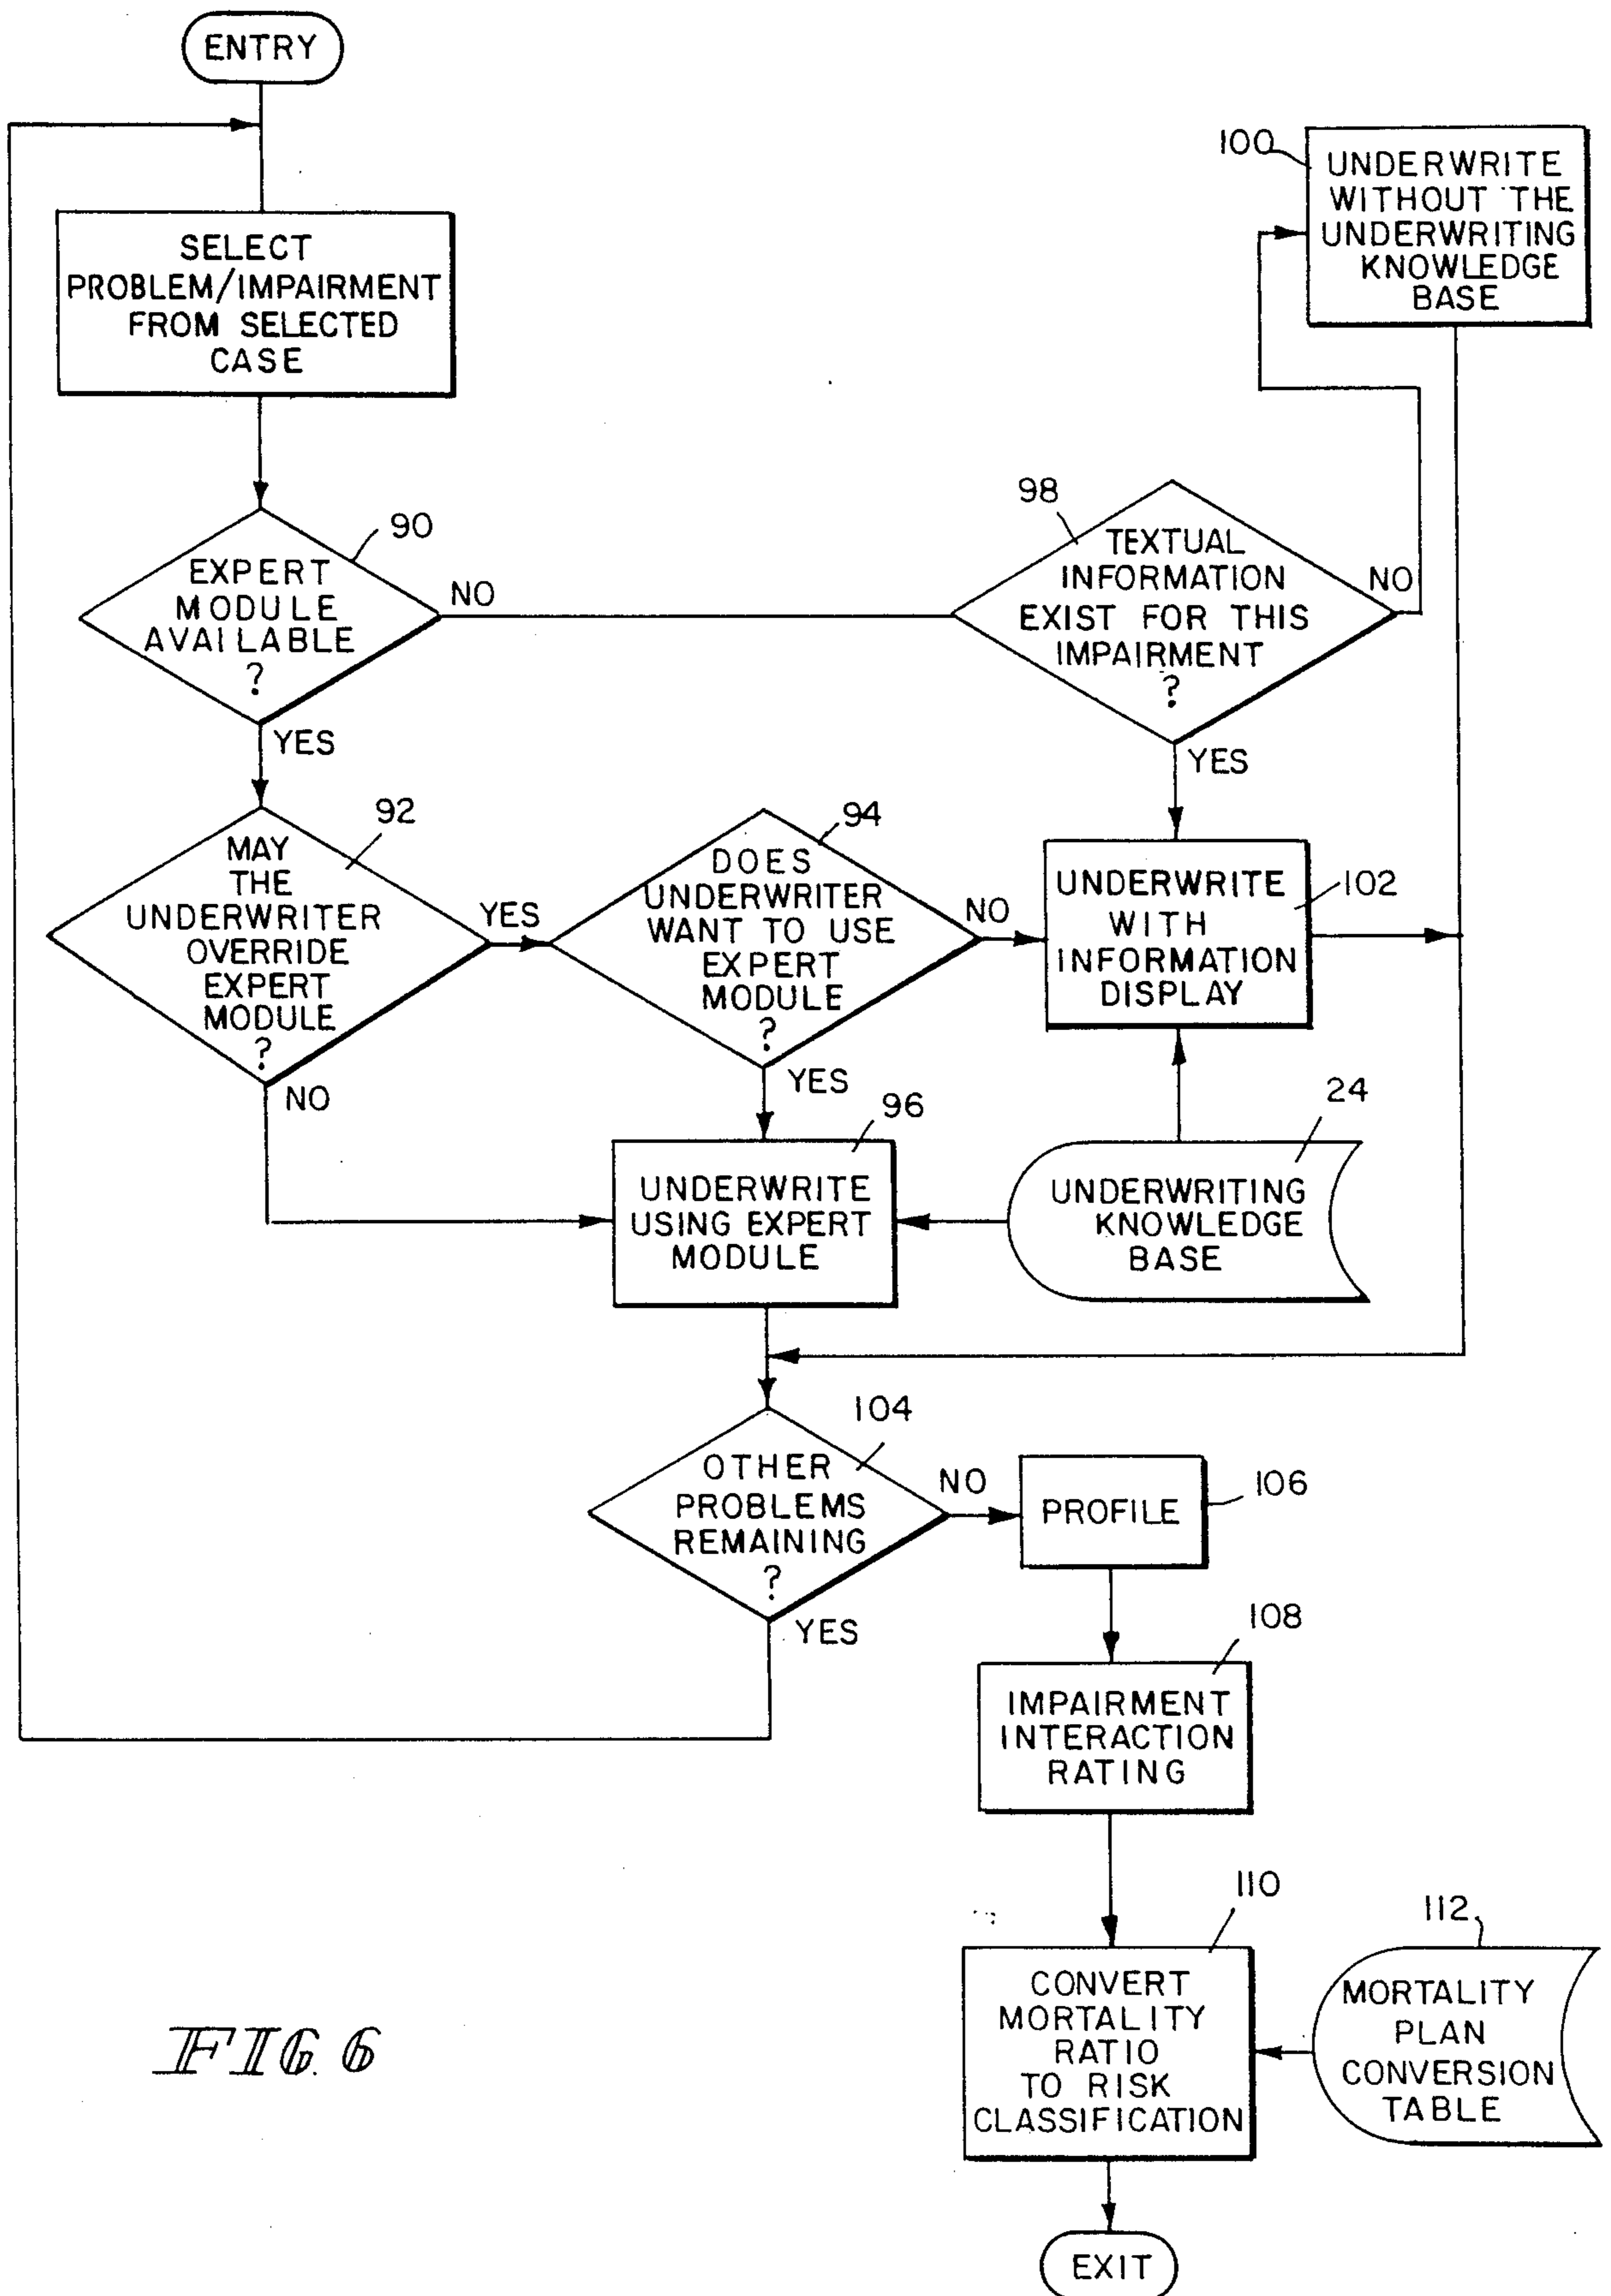 ENTRY
SELECT
PROBLEM/IMPAIRMENT
FROM SELECTED
CASE
100
UNDERWRITE
WITHOUT THE
UNDERWRITING
KNOWLEDGE
BASE
90
EXPERT
MODULE
AVAILABLE
?
NO
YES
98
TEXTUAL
INFORMATION
EXIST FOR THIS
IMPAIRMENT
?
NO
YES
92
MAY
THE
UNDERWRITER
OVERRIDE
EXPERT
MODULE
?
YES
NO
94
DOES
UNDERWRITER
WANT TO USE
EXPERT
MODULE
?
NO
YES
102
UNDERWRITE
WITH
INFORMATION
DISPLAY
96
UNDERWRITE
USING EXPERT
MODULE
24
UNDERWRITING
KNOWLEDGE
BASE
104
OTHER
PROBLEMS
REMAINING
?
NO
YES
PROFILE
106
108
IMPAIRMENT
INTERACTION
RATING
110
CONVERT
MORTALITY
RATIO
TO RISK
CLASSIFICATION
112
MORTALITY
PLAN
CONVERSION
TABLE
EXIT
FIG. 6